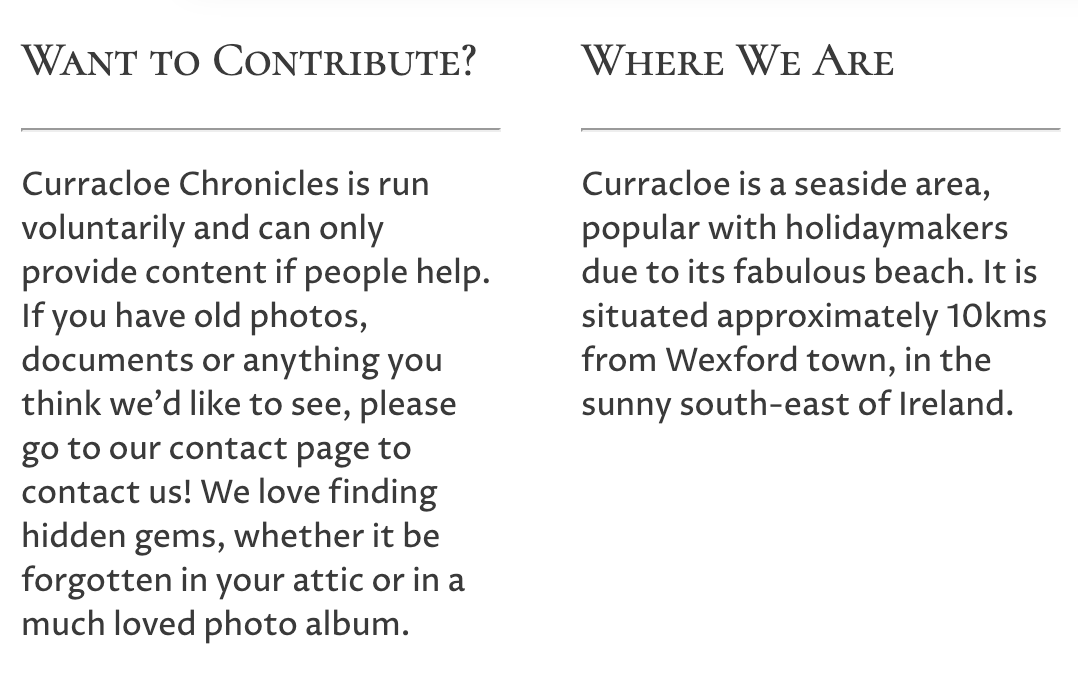 Want to Contribute?
Curracloe Chronicles is run
voluntarily and can only
provide content if people help.
If you have old photos,
documents or anything you
think we’d like to see, please
go to our contact page to
contact us! We love finding
hidden gems, whether it be
forgotten in your attic or in a
much loved photo album.
Where We Are
Curracloe is a seaside area,
popular with holidaymakers
due to its fabulous beach. It is
situated approximately 10kms
from Wexford town, in the
sunny south-east of Ireland.